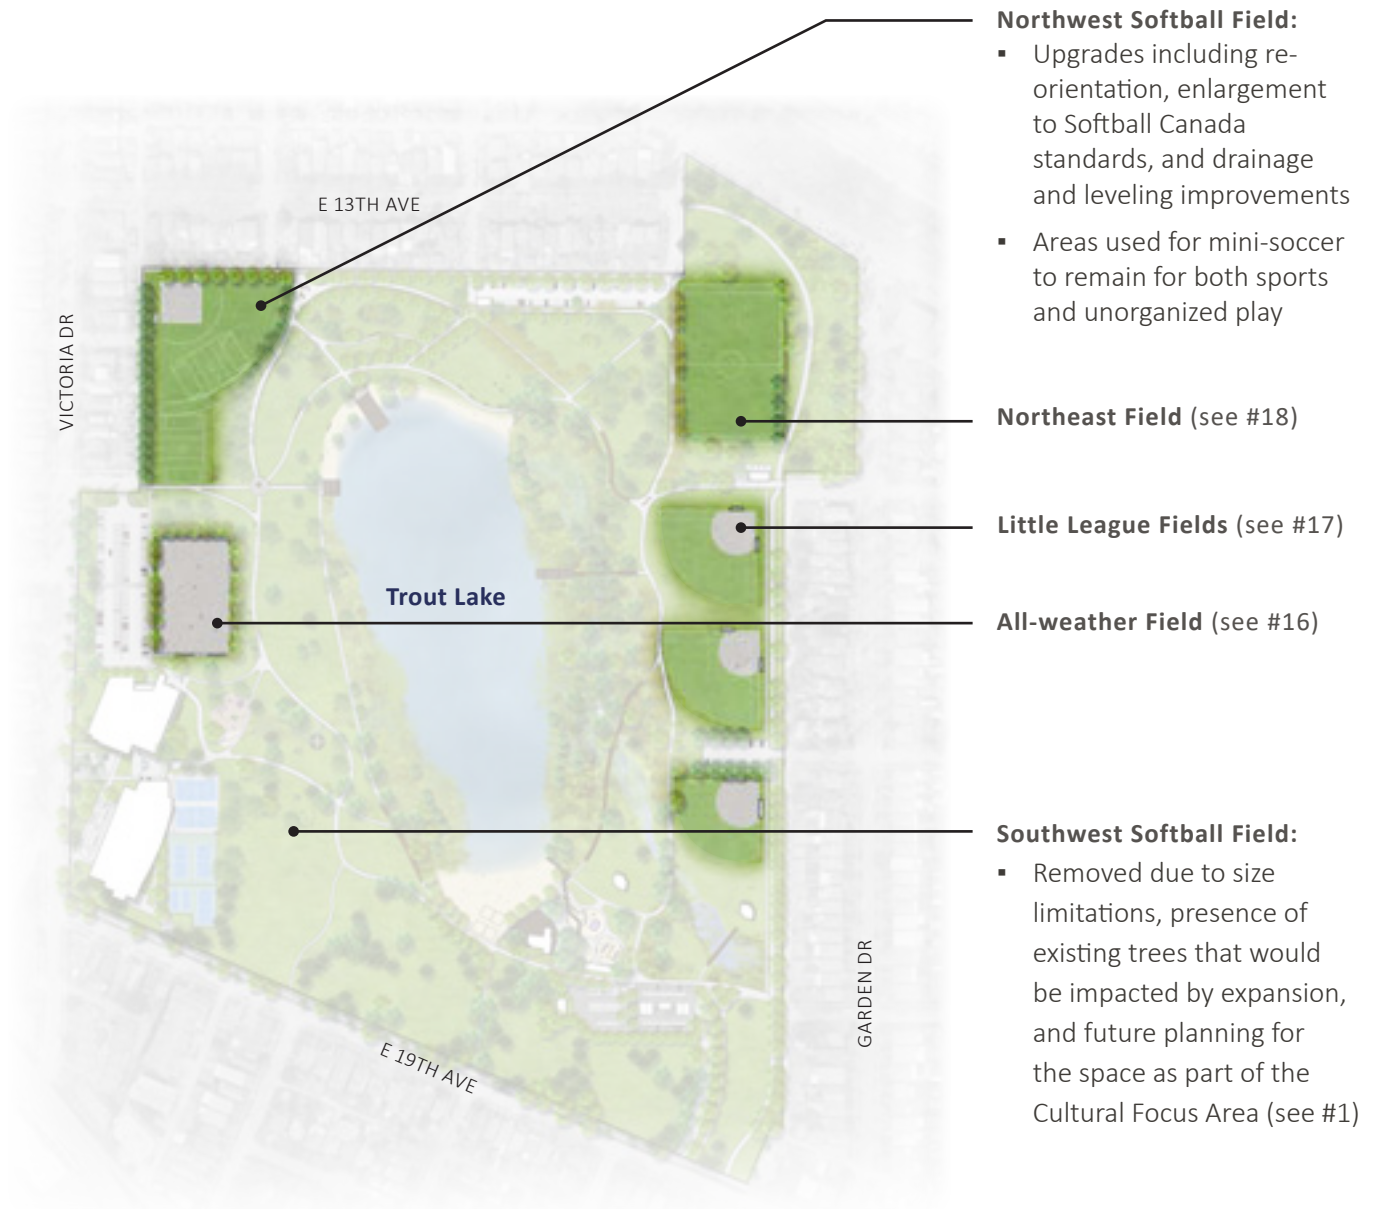 Northwest Softball Field:
▪ Upgrades including re-
orientation, enlargement
to Softball Canada
standards, and drainage
and leveling improvements
▪ Areas used for mini-soccer
to remain for both sports
and unorganized play
E 13TH AVE
VICTORIA DR
Northeast Field (see #18)
Little League Fields (see #17)
Trout Lake
All-weather Field (see #16)
Southwest Softball Field:
▪ Removed due to size
limitations, presence of
existing trees that would
be impacted by expansion,
and future planning for
the space as part of the
Cultural Focus Area (see #1)
GARDEN DR
E 19TH AVE